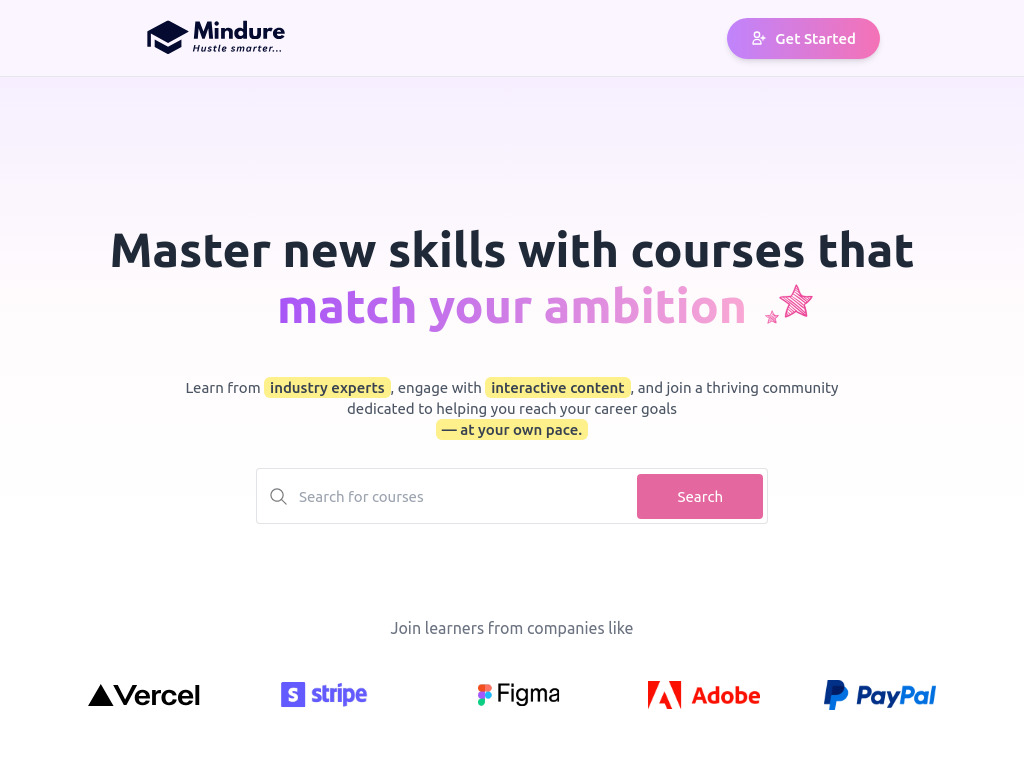 Mindure
Hustle smarter...
Get Started
Master new skills with courses that
match your ambition
Learn from industry experts, engage with interactive content, and join a thriving community
dedicated to helping you reach your career goals
— at your own pace.
Search for courses
Search
Join learners from companies like
Vercel
S stripe
Figma
Adobe
PayPal